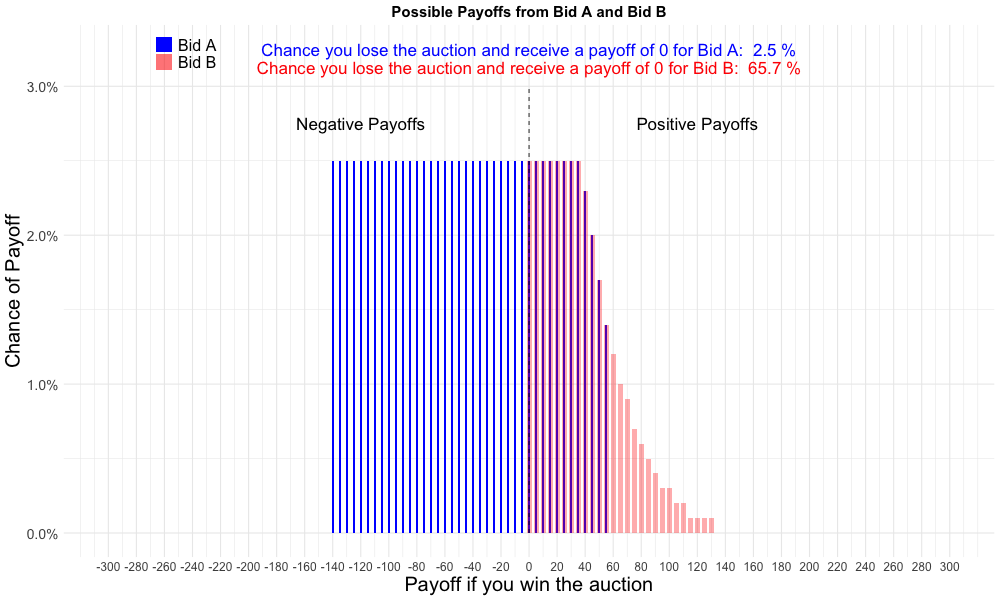 Possible Payoffs from Bid A and Bid B
Bid A
Bid B
Chance you lose the auction and receive a payoff of 0 for Bid A:  2.5 %
Chance you lose the auction and receive a payoff of 0 for Bid B:  65.7 %
Negative Payoffs
Positive Payoffs
Chance of Payoff
3.0%
2.0%
1.0%
0.0%
-300 -280 -260 -240 -220 -200 -180 -160 -140 -120 -100 -80 -60 -40 -20 0 20 40 60 80 100 120 140 160 180 200 220 240 260 280 300
Payoff if you win the auction